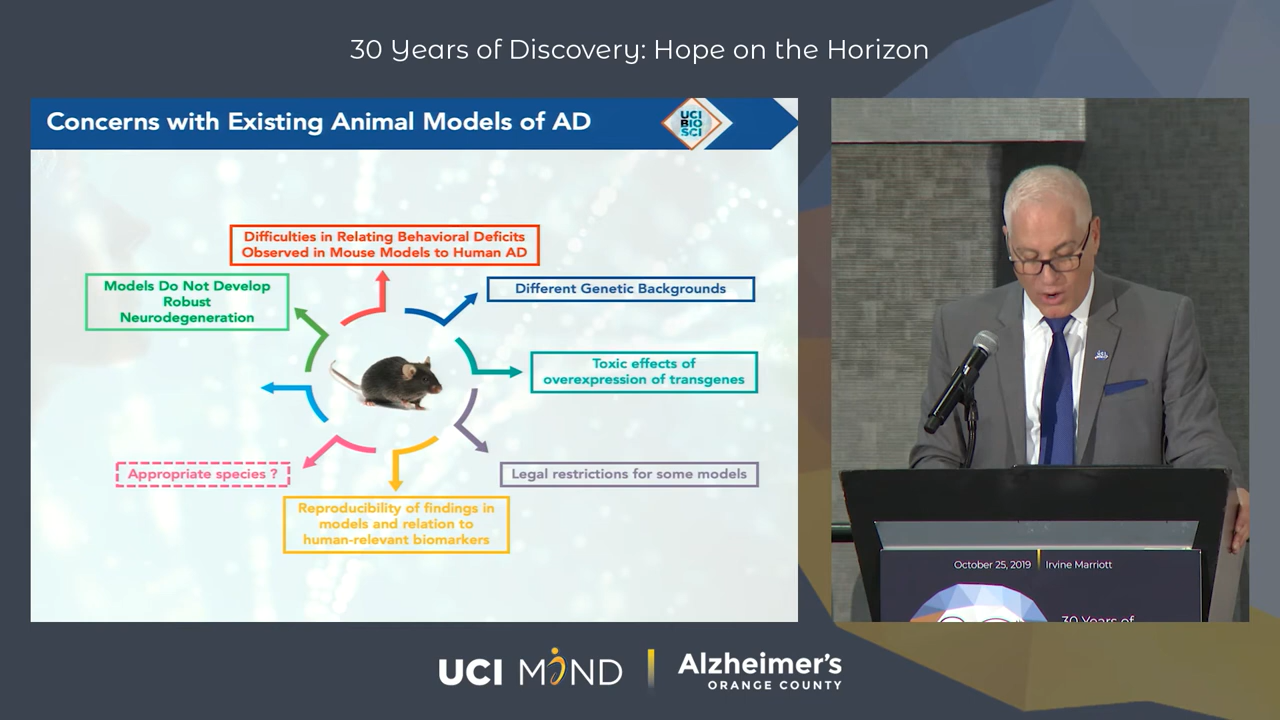 30 Years of Discovery: Hope on the Horizon
Concerns with Existing Animal Models of AD
UCI
BIO
SCI
Difficulties in Relating Behavioral Deficits
Observed in Mouse Models to Human AD
Models Do Not Develop
Robust
Neurodegeneration
Different Genetic Backgrounds
Toxic effects of
overexpression of transgenes
Appropriate species ?
Legal restrictions for some models
Reproducibility of findings in
models and relation to
human-relevant biomarkers
October 25, 2019 Irvine Marriott
30 Years of
UCI MIND
Alzheimer's
ORANGE COUNTY